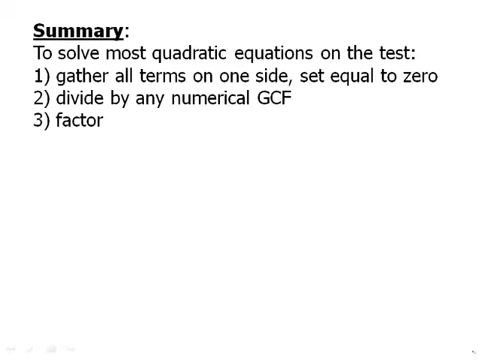 Summary:
To solve most quadratic equations on the test:
1) gather all terms on one side, set equal to zero
2) divide by any numerical GCF
3) factor